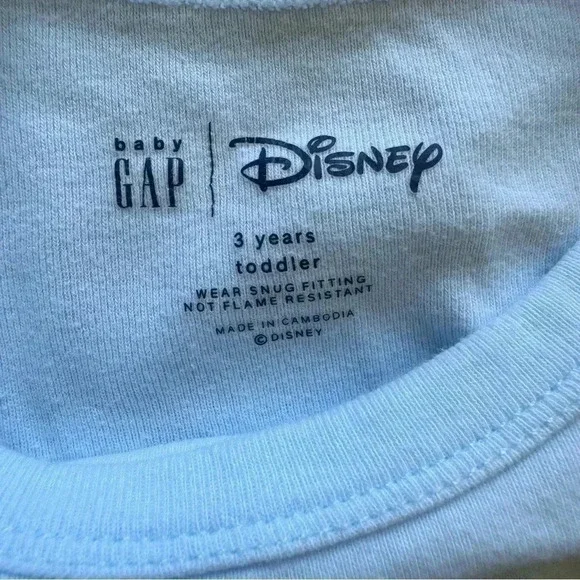 baby
GAP | Disney
3 years
toddler
WEAR SNUG FITTING
NOT FLAME RESISTANT
MADE IN CAMBODIA
©DISNEY